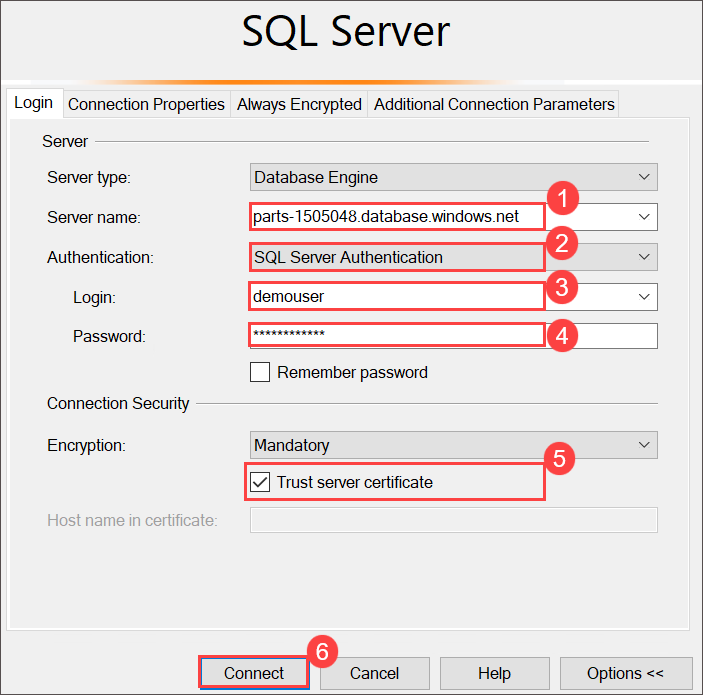 SQL Server
Login Connection Properties Always Encrypted Additional Connection Parameters
Server
Server type: Database Engine
1
Server name: parts-1505048.database.windows.net
2
Authentication: SQL Server Authentication
3
Login: demouser
4
Password: ************
Remember password
Connection Security
Encryption: Mandatory
5
Trust server certificate
Host name in certificate:
6
Connect Cancel Help Options <<